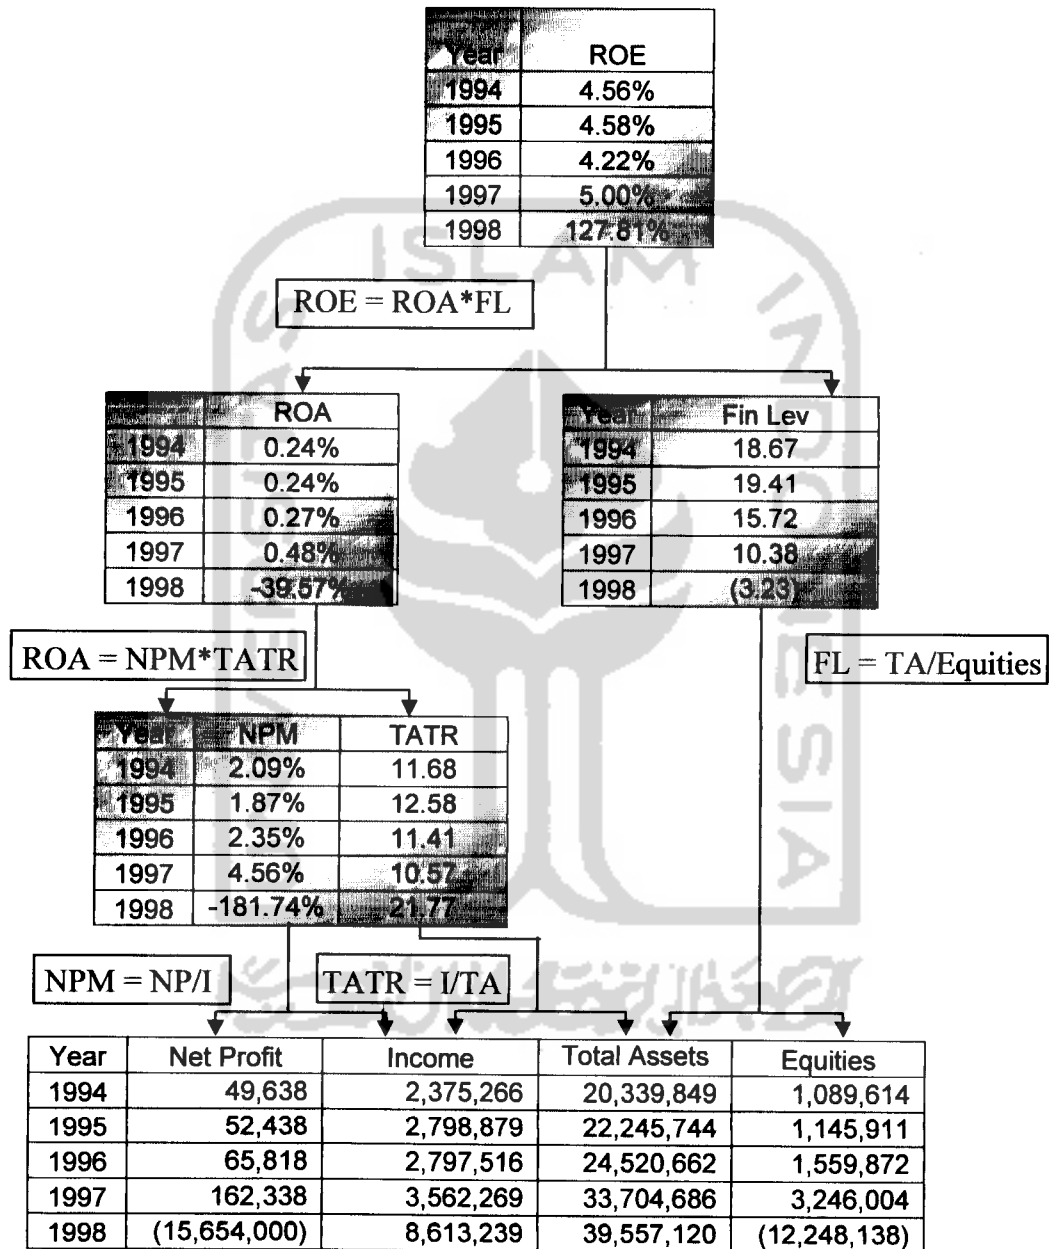 Year ROE
1994 4.56%
1995 4.58%
1996 4.22%
1997 5.00%
1998 127.81%
ISLAM
INDONESIA
ROE = ROA*FL
ROA
1994 0.24%
1995 0.24%
1996 0.27%
1997 0.48%
1998 -39.57%
Year Fin Lev
1994 18.67
1995 19.41
1996 15.72
1997 10.38
1998 (3.23)
ROA = NPM*TATR
FL = TA/Equities
Year NPM TATR
1994 2.09% 11.68
1995 1.87% 12.58
1996 2.35% 11.41
1997 4.56% 10.57
1998 -181.74% 21.77
NPM = NP/I
TATR = I/TA
Year Net Profit Income Total Assets Equities
1994 49,638 2,375,266 20,339,849 1,089,614
1995 52,438 2,798,879 22,245,744 1,145,911
1996 65,818 2,797,516 24,520,662 1,559,872
1997 162,338 3,562,269 33,704,686 3,246,004
1998 (15,654,000) 8,613,239 39,557,120 (12,248,138)